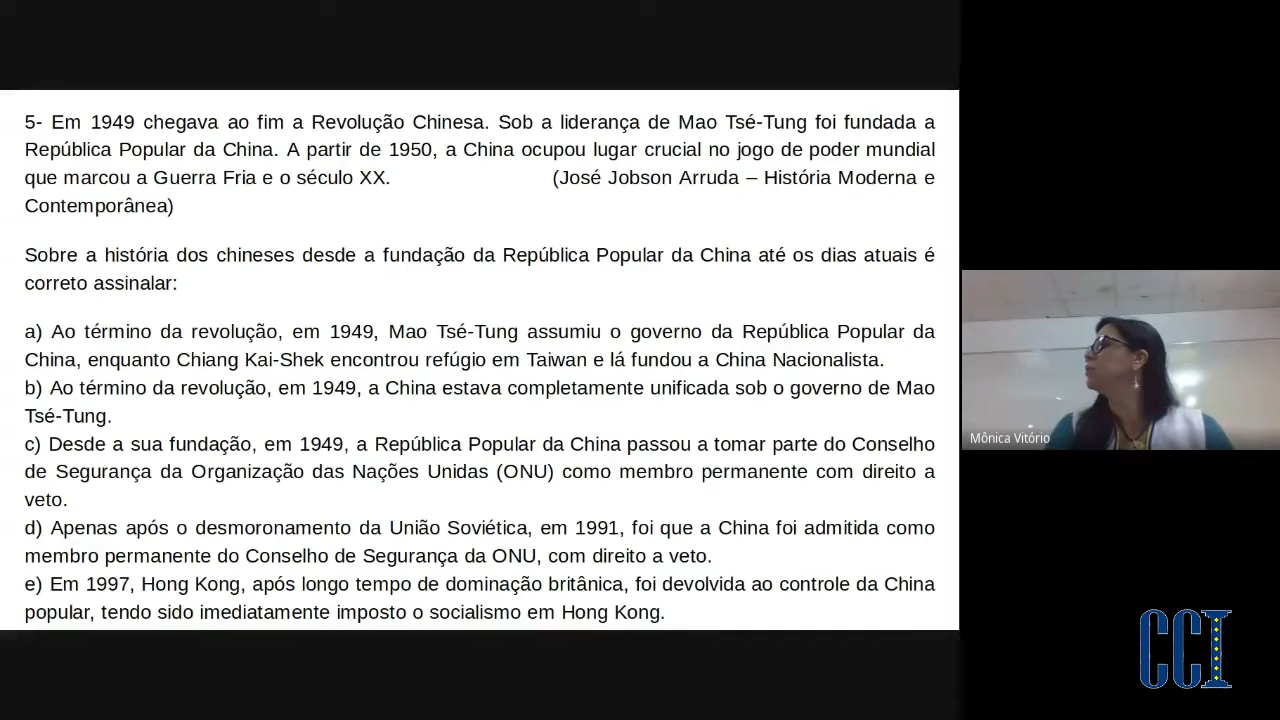 5- Em 1949 chegava ao fim a Revolução Chinesa. Sob a liderança de Mao Tsé-Tung foi fundada a
República Popular da China. A partir de 1950, a China ocupou lugar crucial no jogo de poder mundial
que marcou a Guerra Fria e o século XX. (José Jobson Arruda – História Moderna e
Contemporânea)
Sobre a história dos chineses desde a fundação da República Popular da China até os dias atuais é
correto assinalar:
a) Ao término da revolução, em 1949, Mao Tsé-Tung assumiu o governo da República Popular da
China, enquanto Chiang Kai-Shek encontrou refúgio em Taiwan e lá fundou a China Nacionalista.
b) Ao término da revolução, em 1949, a China estava completamente unificada sob o governo de Mao
Tsé-Tung.
c) Desde a sua fundação, em 1949, a República Popular da China passou a tomar parte do Conselho
de Segurança da Organização das Nações Unidas (ONU) como membro permanente com direito a
veto.
d) Apenas após o desmoronamento da União Soviética, em 1991, foi que a China foi admitida como
membro permanente do Conselho de Segurança da ONU, com direito a veto.
e) Em 1997, Hong Kong, após longo tempo de dominação britânica, foi devolvida ao controle da China
popular, tendo sido imediatamente imposto o socialismo em Hong Kong.
Mônica Vitório
CCI